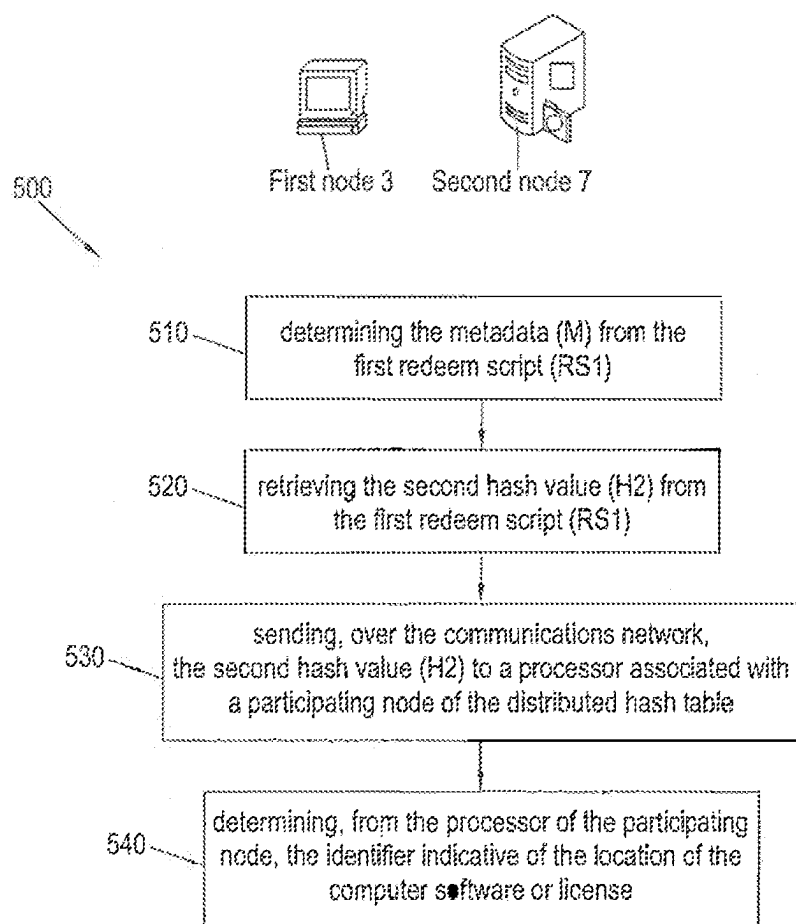 First node 3 Second node 7
500
510
determining the metadata (M) from the
first redeem script (RS1)
520
retrieving the second hash value (H2) from
the first redeem script (RS1)
530
sending, over the communications network,
the second hash value (H2) to a processor associated with
a participating node of the distributed hash table
540
determining, from the processor of the participating
node, the identifier indicative of the location of the
computer software or license